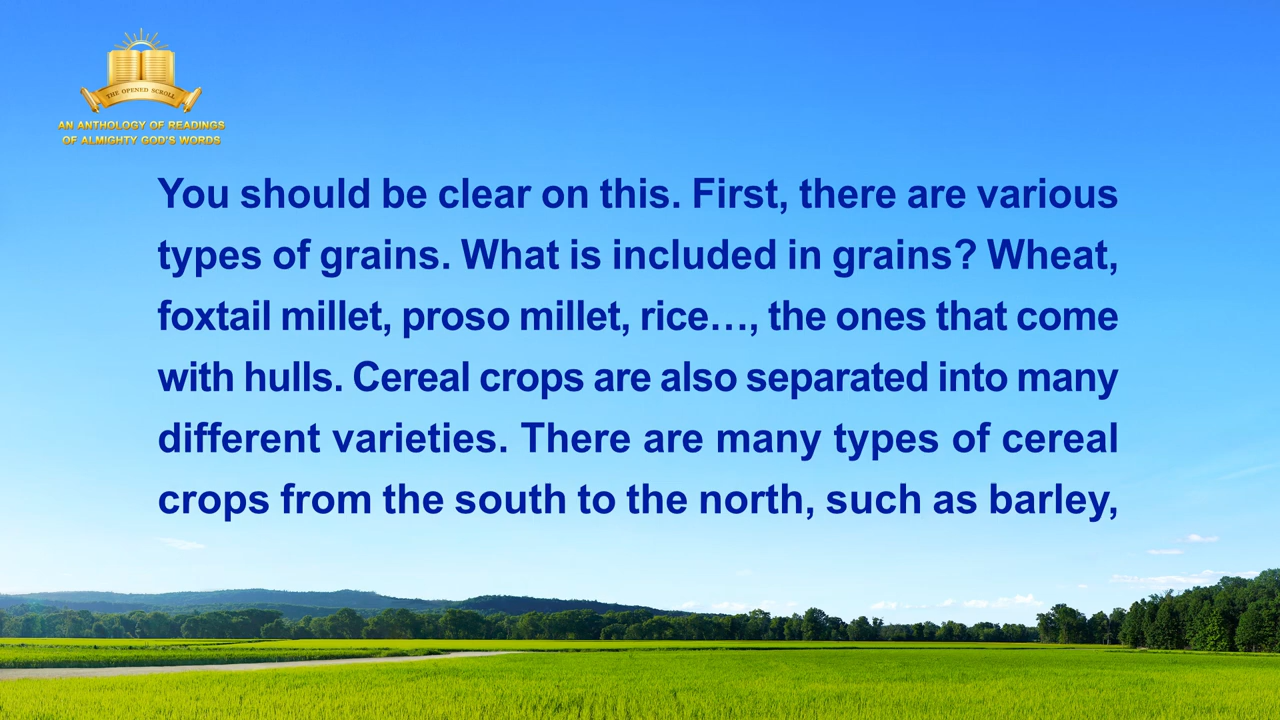 THE OPENED SCROLL
AN ANTHOLOGY OF READINGS
OF ALMIGHTY GOD'S WORDS
You should be clear on this. First, there are various
types of grains. What is included in grains? Wheat,
foxtail millet, proso millet, rice…, the ones that come
with hulls. Cereal crops are also separated into many
different varieties. There are many types of cereal
crops from the south to the north, such as barley,